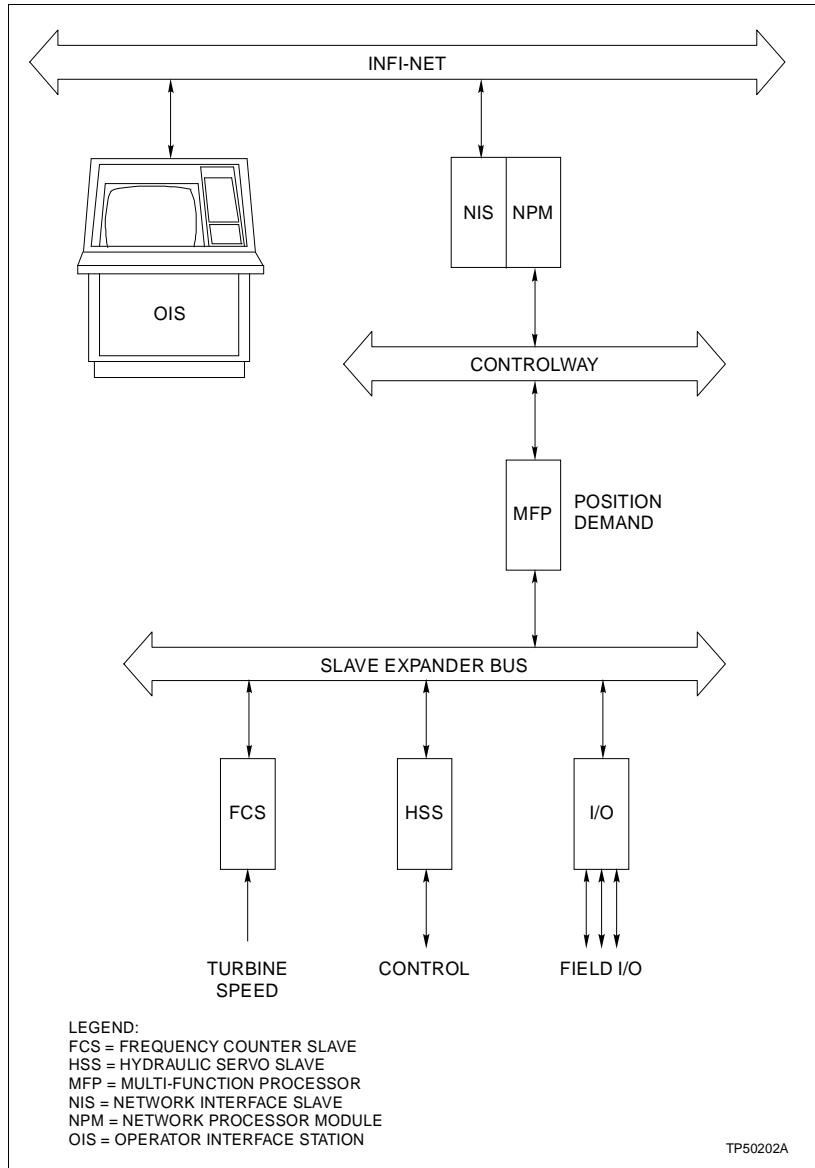 INFI-NET
NIS
NPM
OIS
CONTROLWAY
MFP
POSITION
DEMAND
SLAVE EXPANDER BUS
FCS
HSS
I/O
TURBINE
SPEED
CONTROL
FIELD I/O
LEGEND:
FCS = FREQUENCY COUNTER SLAVE
HSS = HYDRAULIC SERVO SLAVE
MFP = MULTI-FUNCTION PROCESSOR
NIS = NETWORK INTERFACE SLAVE
NPM = NETWORK PROCESSOR MODULE
OIS = OPERATOR INTERFACE STATION
TP50202A